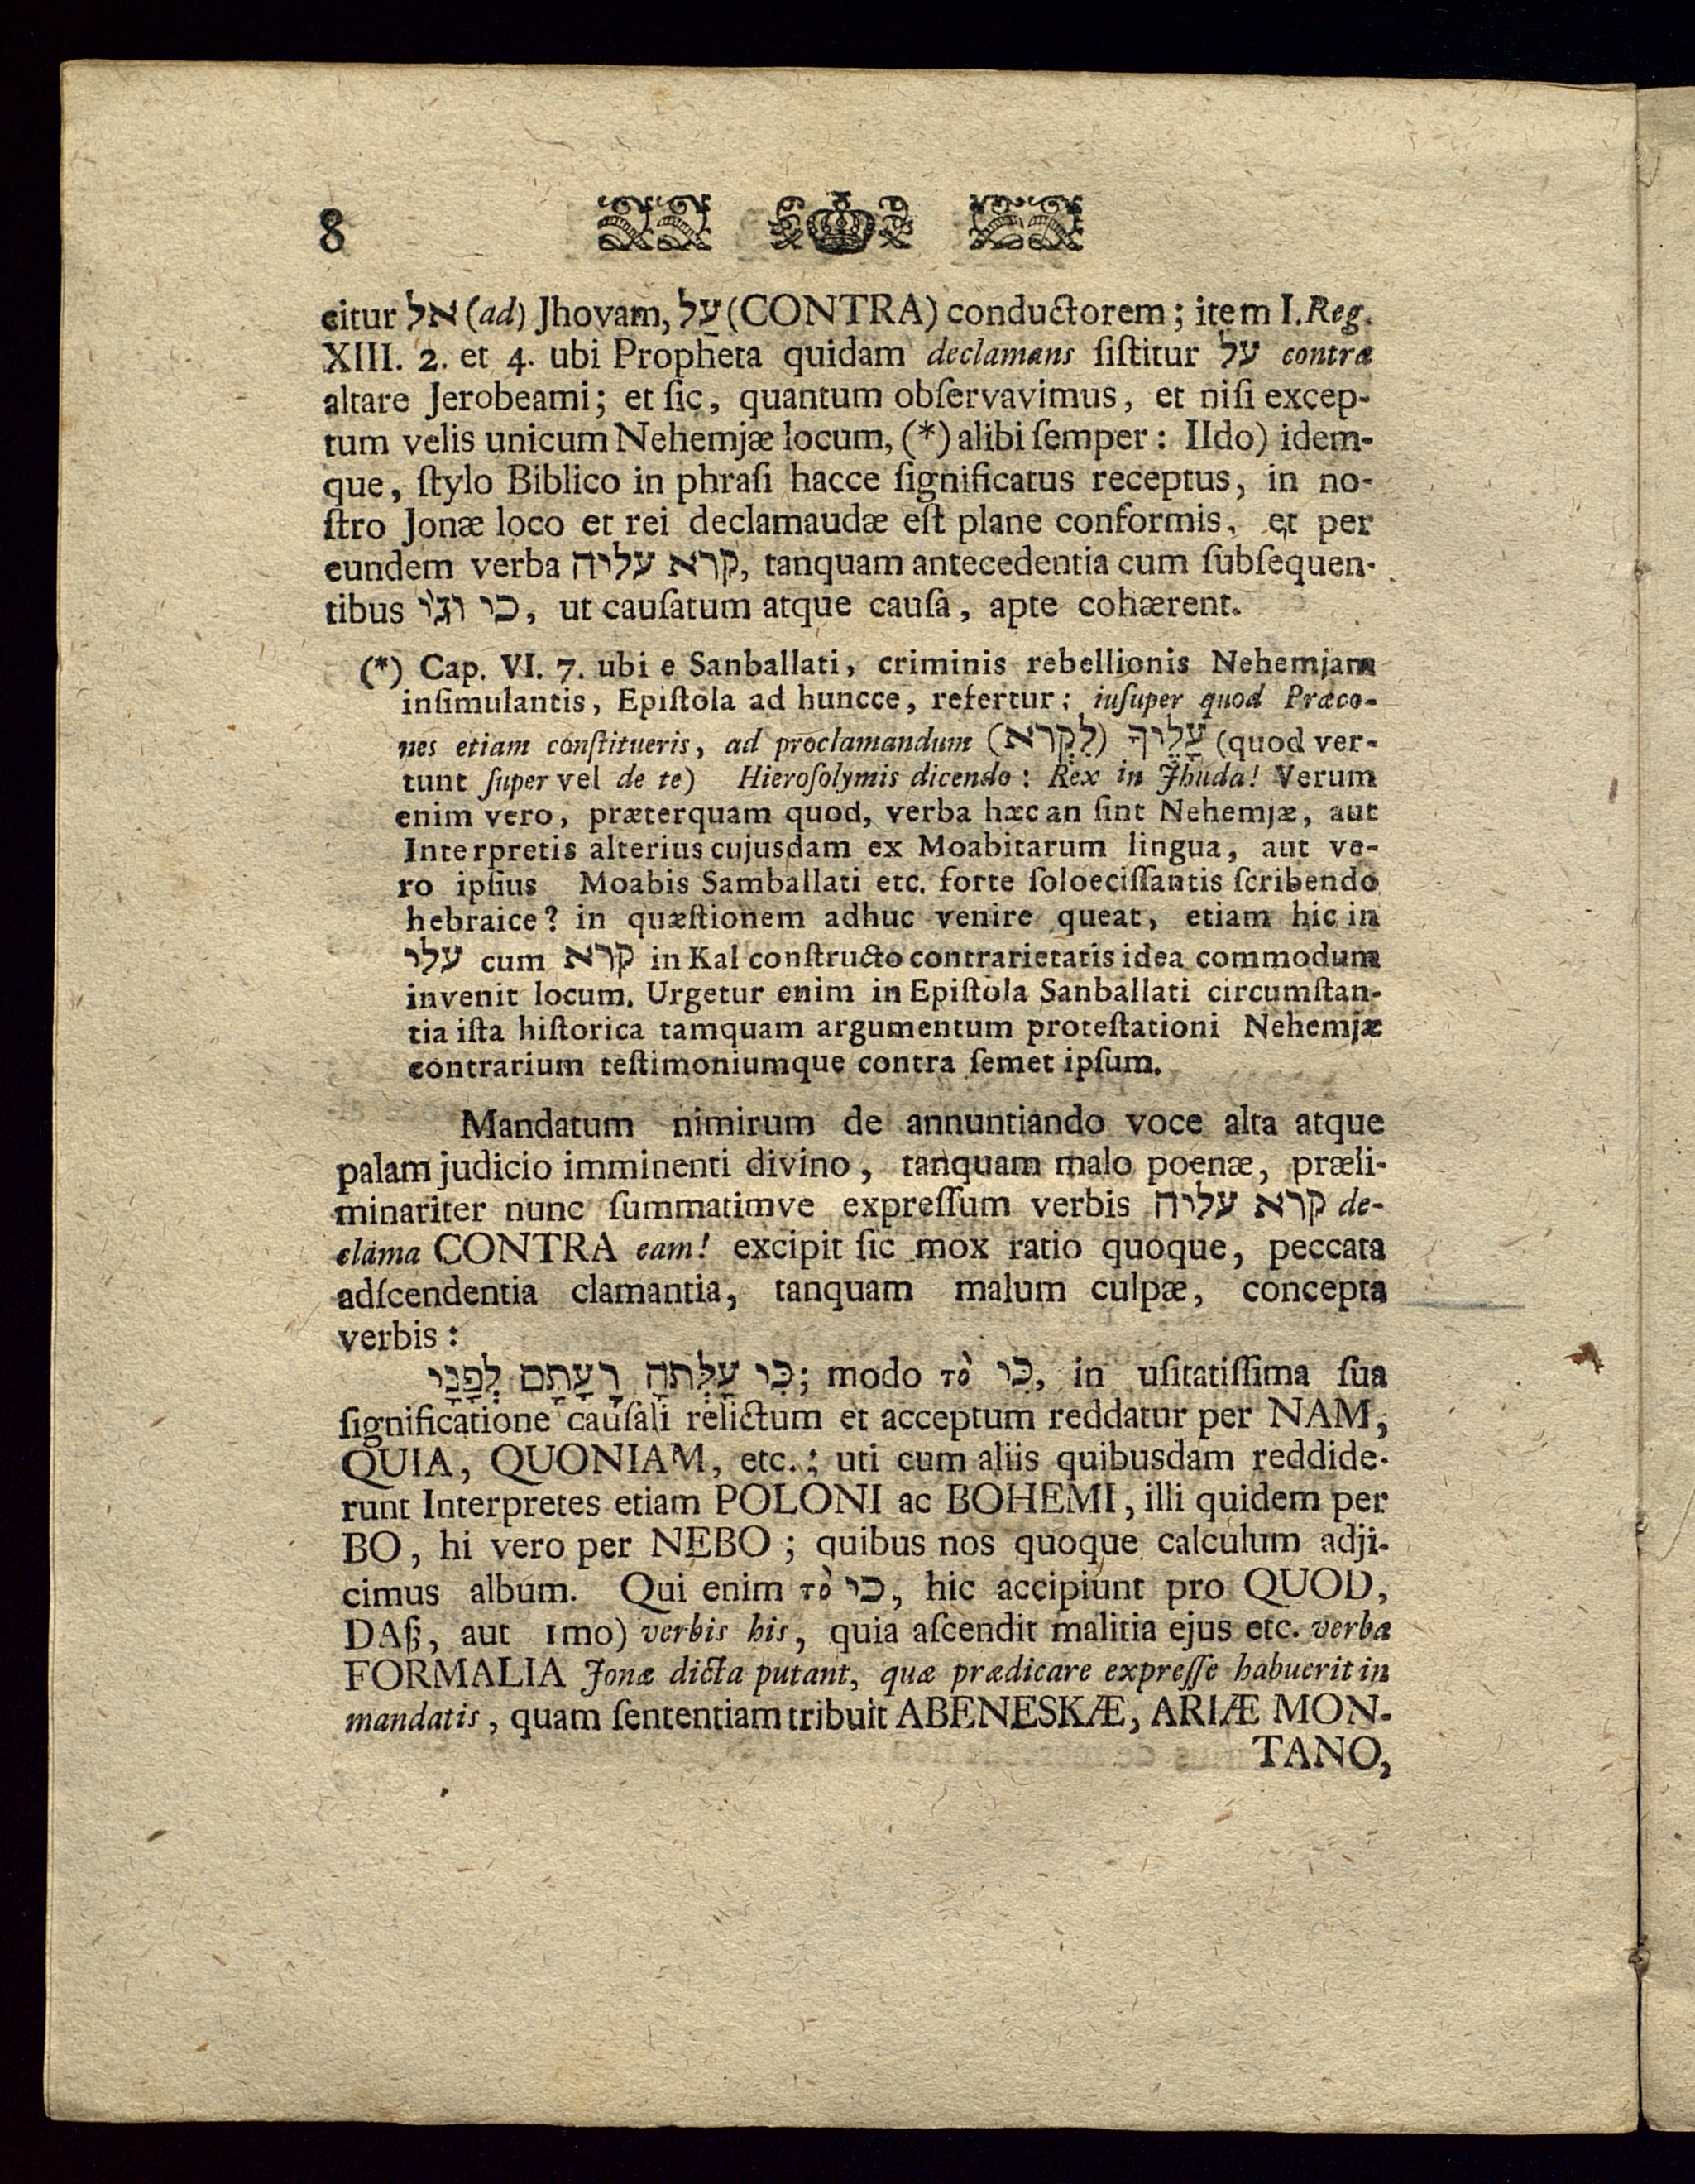 8
citur אל (ad) Jhovam, עַל (CONTRA) conductorem; item I. Reg.
XIII. 2. et 4. ubi Propheta quidam declamans ſiſtitur על contra
altare Jerobeami; et ſic, quantum obſervavimus, et niſi excep-
tum velis unicum Nehemjæ locum, (*) alibi ſemper: IIdo) idem-
que, ſtylo Biblico in phraſi hacce ſignificatus receptus, in no-
ſtro Jonæ loco et rei declamaudæ eſt plane conformis, et per
eundem verba קרא עליה, tanquam antecedentia cum ſubſequen-
tibus כי וגו׳, ut cauſatum atque cauſa, apte cohærent.
(*) Cap. VI. 7. ubi e Sanballati, criminis rebellionis Nehemjam
inſimulantis, Epiſtola ad huncce, refertur: iuſuper quod Præco-
nes etiam conſtitueris, ad proclamandum (לִקְרֹא) עָלֶיךָ (quod ver-
tunt ſuper vel de te) Hieroſolymis dicendo: Rex in Jhuda! Verum
enim vero, præterquam quod, verba hæc an ſint Nehemjæ, aut
Interpretis alterius cujusdam ex Moabitarum lingua, aut ve-
ro ipſius Moabis Samballati etc. forte ſoloeciſſantis ſcribendo
hebraice? in quæſtionem adhuc venire queat, etiam hic in
עלי cum קרא in Kal conſtructo contrarietatis idea commodum
invenit locum. Urgetur enim in Epiſtola Sanballati circumſtan-
tia iſta hiſtorica tamquam argumentum proteſtationi Nehemjæ
contrarium teſtimoniumque contra ſemet ipſum.
Mandatum nimirum de annuntiando voce alta atque
palam judicio imminenti divino, tanquam malo poenæ, præli-
minariter nunc ſummatimve expreſſum verbis קרא עליה de-
clama CONTRA eam! excipit ſic mox ratio quoque, peccata
adſcendentia clamantia, tanquam malum culpæ, concepta
verbis:
כִּי עָלְתָה רָעָתָם לְפָנָי; modo τὸ כִּי, in uſitatiſſima ſua
ſignificatione cauſali relictum et acceptum reddatur per NAM,
QUIA, QUONIAM, etc.: uti cum aliis quibusdam reddide-
runt Interpretes etiam POLONI ac BOHEMI, illi quidem per
BO, hi vero per NEBO; quibus nos quoque calculum adji-
cimus album. Qui enim τὸ כי, hic accipiunt pro QUOD,
DAß, aut 1mo) verbis his, quia aſcendit malitia ejus etc. verba
FORMALIA Jonæ dicta putant, quæ prædicare expreſſe habuerit in
mandatis, quam ſententiam tribuit ABENESKÆ, ARIÆ MON-
TANO,